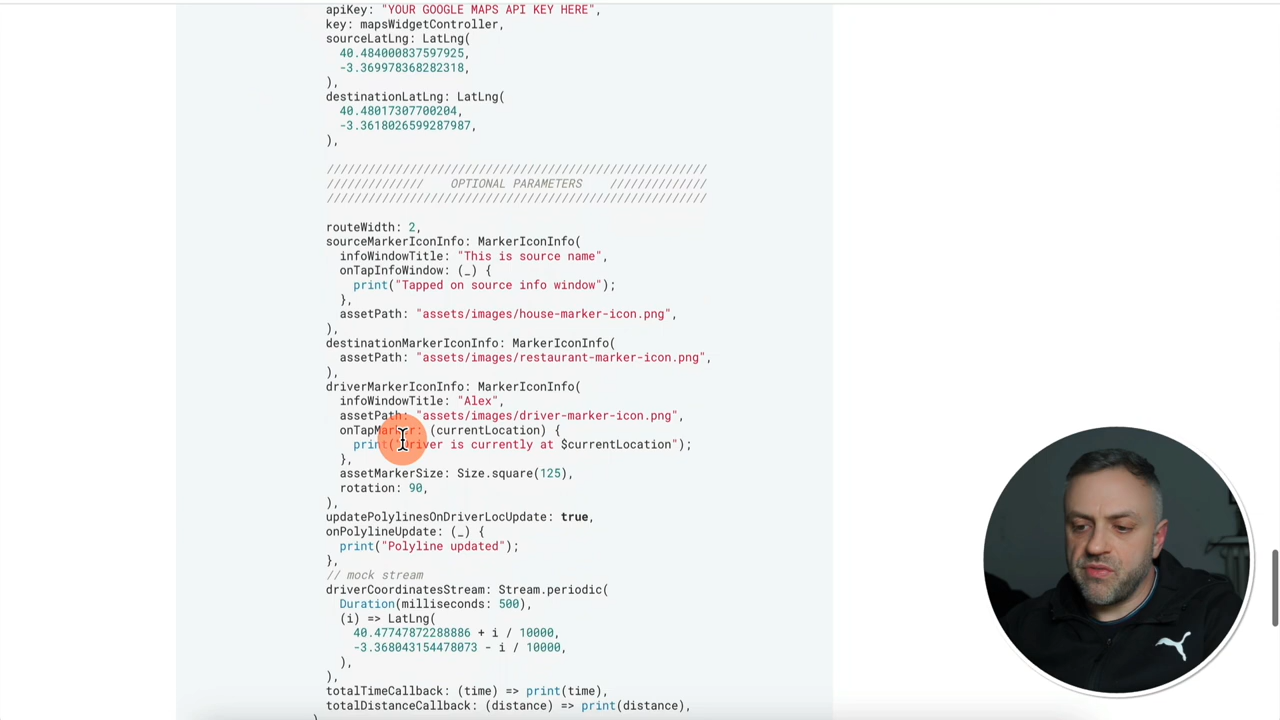 apiKey: "YOUR GOOGLE MAPS API KEY HERE",
key: mapsWidgetController,
sourceLatLng: LatLng(
40.484000837597925,
-3.369978368282318,
),
destinationLatLng: LatLng(
40.48017307700204,
-3.3618026599287987,
),
///////////////////////////////////////////////////////
////////////// OPTIONAL PARAMETERS //////////////
///////////////////////////////////////////////////////
routeWidth: 2,
sourceMarkerIconInfo: MarkerIconInfo(
infoWindowTitle: "This is source name",
onTapInfoWindow: (_) {
print("Tapped on source info window");
},
assetPath: "assets/images/house-marker-icon.png",
),
destinationMarkerIconInfo: MarkerIconInfo(
assetPath: "assets/images/restaurant-marker-icon.png",
),
driverMarkerIconInfo: MarkerIconInfo(
infoWindowTitle: "Alex",
assetPath: "assets/images/driver-marker-icon.png",
onTapMarker: (currentLocation) {
print("Driver is currently at $currentLocation");
},
assetMarkerSize: Size.square(125),
rotation: 90,
),
updatePolylinesOnDriverLocUpdate: true,
onPolylineUpdate: (_) {
print("Polyline updated");
},
// mock stream
driverCoordinatesStream: Stream.periodic(
Duration(milliseconds: 500),
(i) => LatLng(
40.47747872288886 + i / 10000,
-3.368043154478073 - i / 10000,
),
),
totalTimeCallback: (time) => print(time),
totalDistanceCallback: (distance) => print(distance),
)